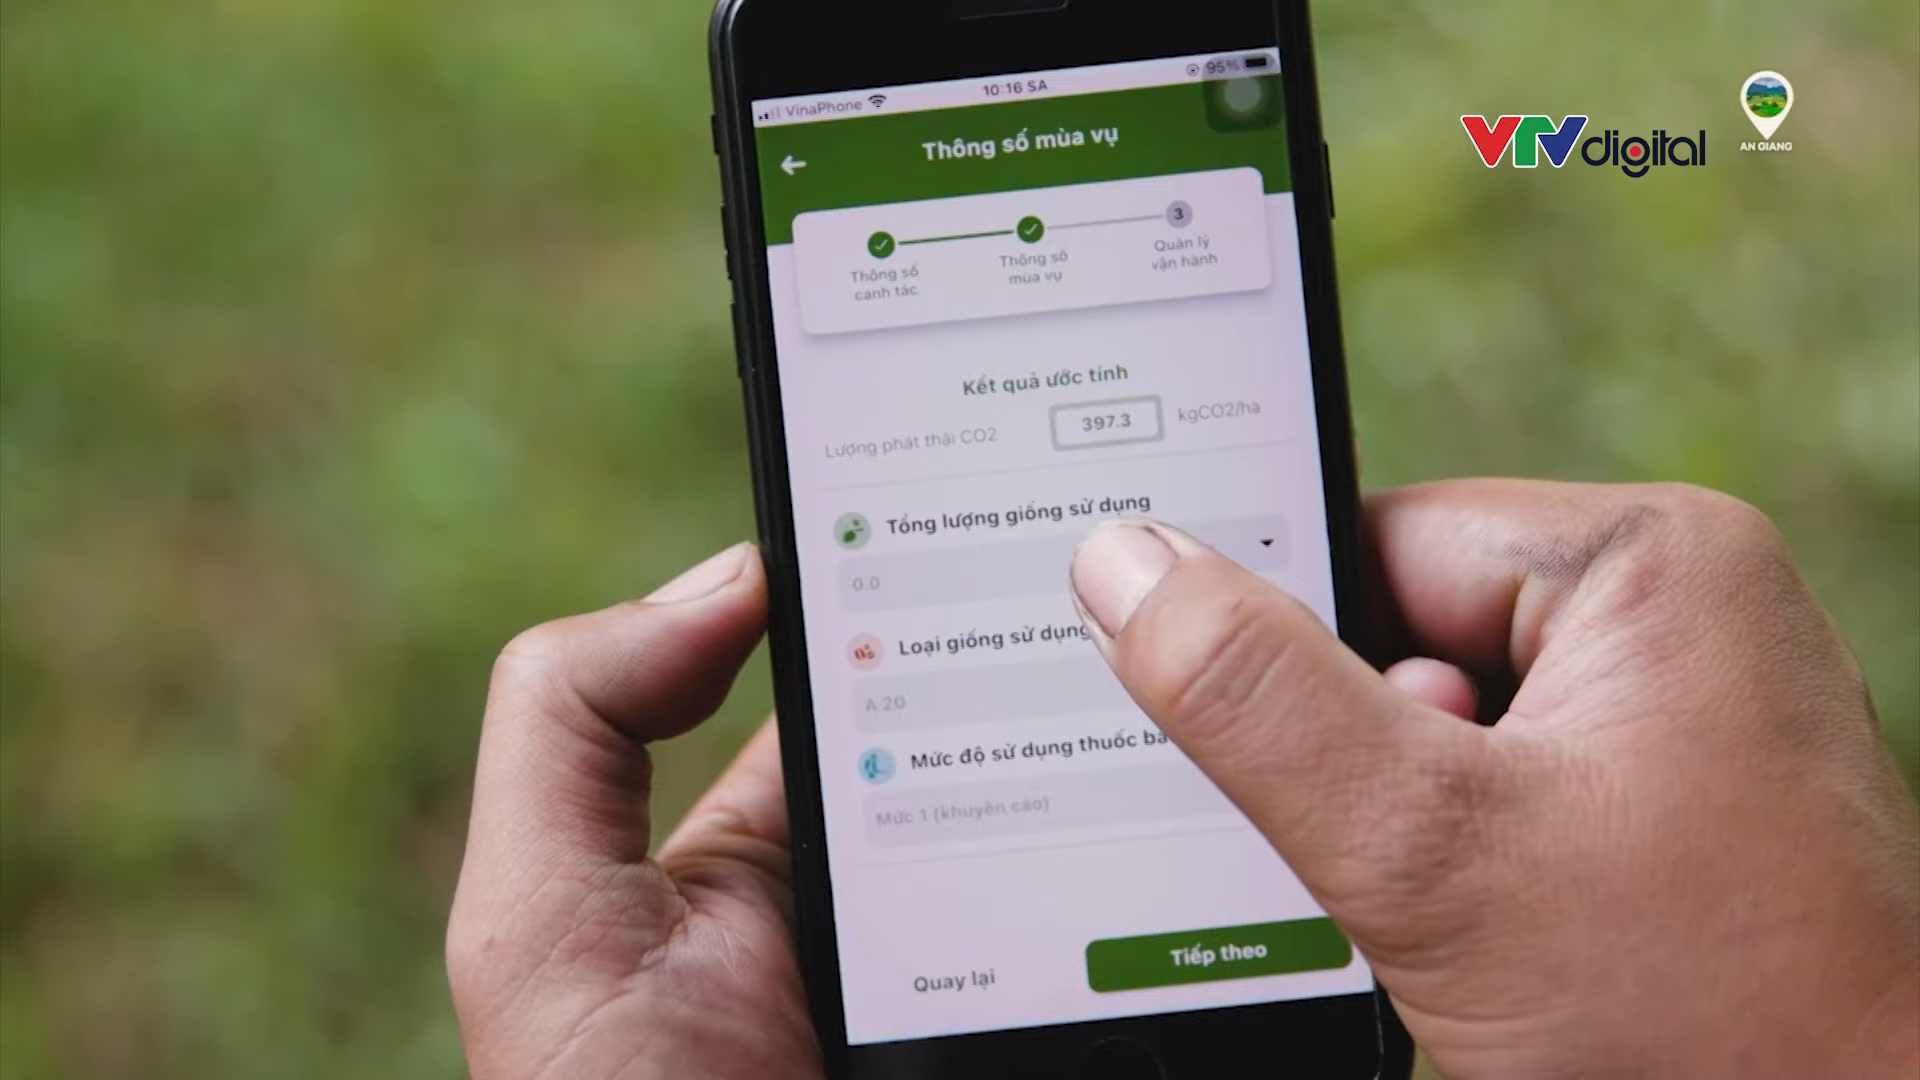 VinaPhone
10:16 SA
95%
VTV digital
AN GIANG
Thông số mùa vụ
3
Thông số
canh tác
Thông số
mùa vụ
Quản lý
vận hành
Kết quả ước tính
Lượng phát thải CO2
397.3
kgCO2/ha
Tổng lượng giống sử dụng
0.0
Loại giống sử dụng
A 20
Mức độ sử dụng thuốc
Mức 1 (khuyên cáo)
Quay lại
Tiếp theo